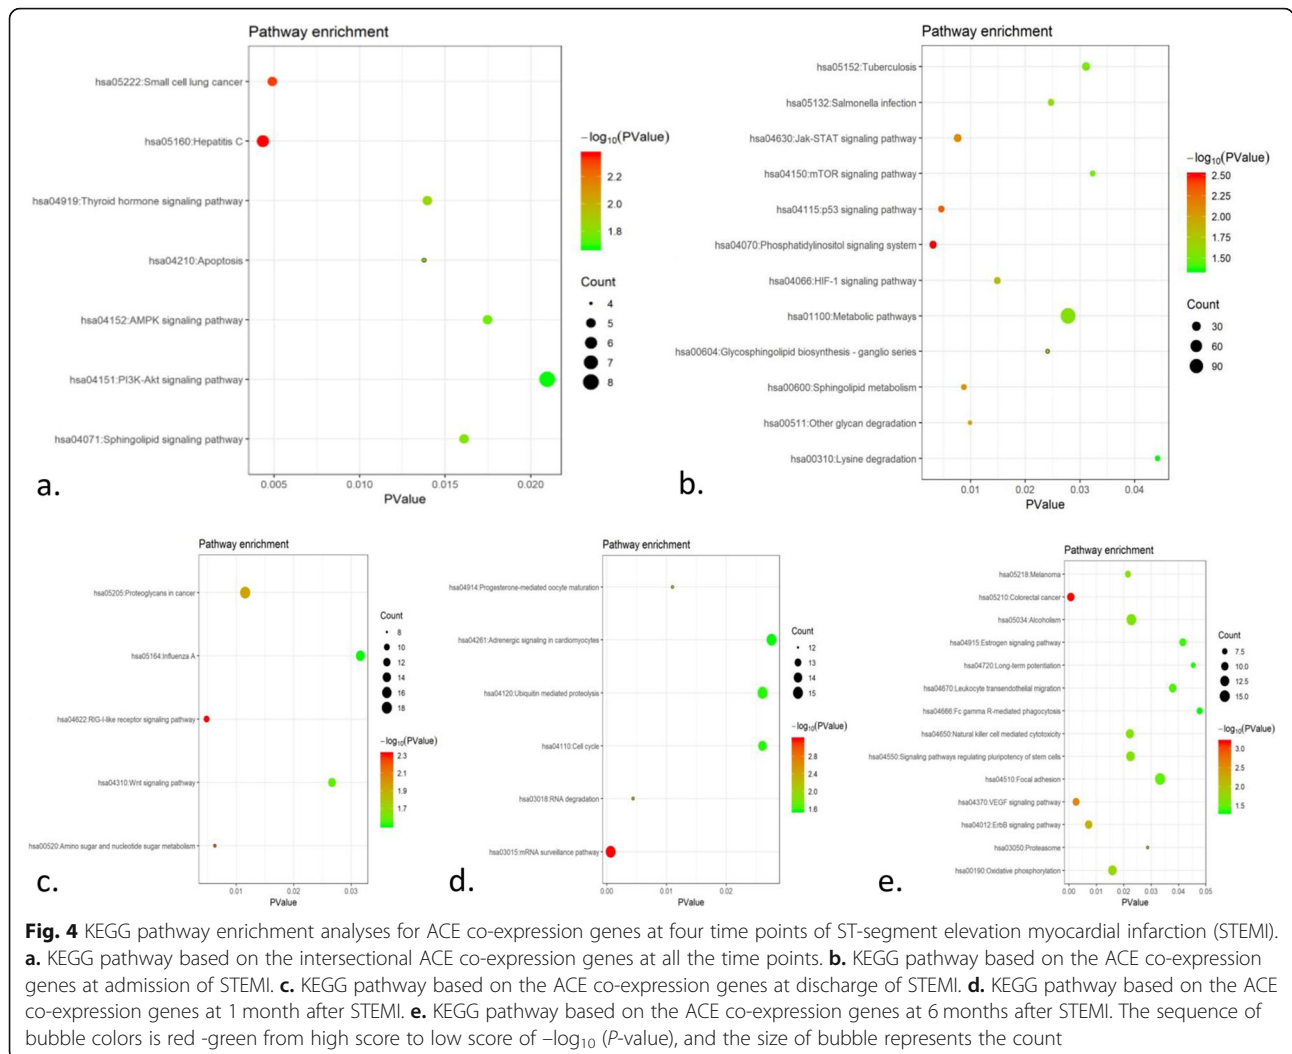 Pathway enrichment
hsa05222:Small cell lung cancer
hsa05160:Hepatitis C
hsa04919:Thyroid hormone signaling pathway
hsa04210:Apoptosis
hsa04152:AMPK signaling pathway
hsa04151:PI3K-Akt signaling pathway
hsa04071:Sphingolipid signaling pathway
0.005 0.010 0.015 0.020
PValue
−log10(PValue)
2.2
2.0
1.8
Count
4
5
6
7
8
a.
Pathway enrichment
hsa05152:Tuberculosis
hsa05132:Salmonella infection
hsa04630:Jak-STAT signaling pathway
hsa04150:mTOR signaling pathway
hsa04115:p53 signaling pathway
hsa04070:Phosphatidylinositol signaling system
hsa04066:HIF-1 signaling pathway
hsa01100:Metabolic pathways
hsa00604:Glycosphingolipid biosynthesis - ganglio series
hsa00600:Sphingolipid metabolism
hsa00511:Other glycan degradation
hsa00310:Lysine degradation
0.01 0.02 0.03 0.04
PValue
−log10(PValue)
2.50
2.25
2.00
1.75
1.50
Count
30
60
90
b.
Pathway enrichment
hsa05205:Proteoglycans in cancer
hsa05164:Influenza A
hsa04622:RIG-I-like receptor signaling pathway
hsa04310:Wnt signaling pathway
hsa00520:Amino sugar and nucleotide sugar metabolism
0.01 0.02 0.03
PValue
Count
8
10
12
14
16
18
−log10(PValue)
2.3
2.1
1.9
1.7
c.
Pathway enrichment
hsa04914:Progesterone-mediated oocyte maturation
hsa04261:Adrenergic signaling in cardiomyocytes
hsa04120:Ubiquitin mediated proteolysis
hsa04110:Cell cycle
hsa03018:RNA degradation
hsa03015:mRNA surveillance pathway
0.00 0.01 0.02
PValue
Count
12
13
14
15
−log10(PValue)
2.8
2.4
2.0
1.6
d.
Pathway enrichment
hsa05218:Melanoma
hsa05210:Colorectal cancer
hsa05034:Alcoholism
hsa04915:Estrogen signaling pathway
hsa04720:Long-term potentiation
hsa04670:Leukocyte transendothelial migration
hsa04666:Fc gamma R-mediated phagocytosis
hsa04650:Natural killer cell mediated cytotoxicity
hsa04550:Signaling pathways regulating pluripotency of stem cells
hsa04510:Focal adhesion
hsa04370:VEGF signaling pathway
hsa04012:ErbB signaling pathway
hsa03050:Proteasome
hsa00190:Oxidative phosphorylation
0.00 0.01 0.02 0.03 0.04 0.05
PValue
Count
7.5
10.0
12.5
15.0
−log10(PValue)
3.0
2.5
2.0
1.5
e.
Fig. 4 KEGG pathway enrichment analyses for ACE co-expression genes at four time points of ST-segment elevation myocardial infarction (STEMI).
a. KEGG pathway based on the intersectional ACE co-expression genes at all the time points. b. KEGG pathway based on the ACE co-expression
genes at admission of STEMI. c. KEGG pathway based on the ACE co-expression genes at discharge of STEMI. d. KEGG pathway based on the ACE
co-expression genes at 1 month after STEMI. e. KEGG pathway based on the ACE co-expression genes at 6 months after STEMI. The sequence of
bubble colors is red -green from high score to low score of −log10 (P-value), and the size of bubble represents the count